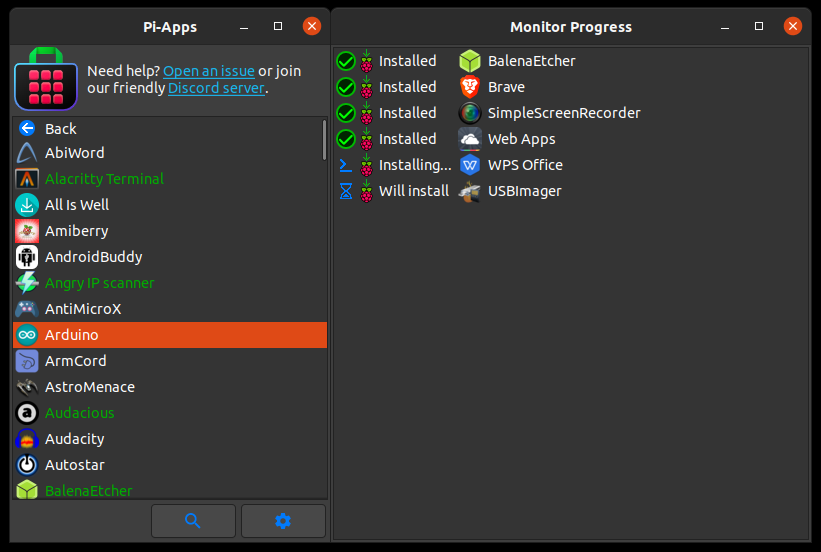 Pi-Apps
Need help? Open an issue or join
our friendly Discord server.
Back
AbiWord
Alacritty Terminal
All Is Well
Amiberry
AndroidBuddy
Angry IP scanner
AntiMicroX
Arduino
ArmCord
AstroMenace
Audacious
Audacity
Autostar
BalenaEtcher
Monitor Progress
Installed BalenaEtcher
Installed Brave
Installed SimpleScreenRecorder
Installed Web Apps
Installing... WPS Office
Will install USBImager